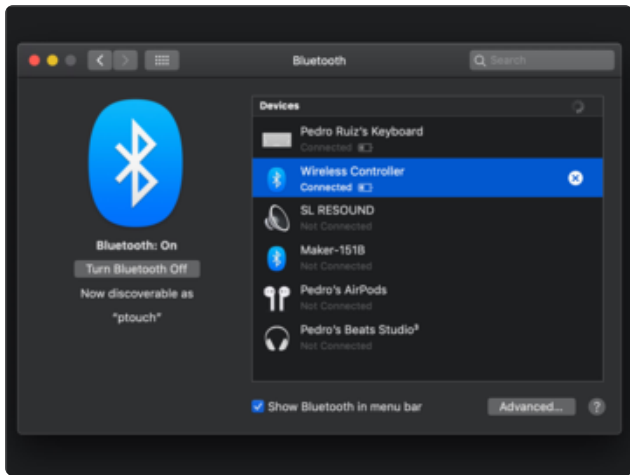 Bluetooth
Search
Bluetooth: On
Turn Bluetooth Off
Now discoverable as
"ptouch"
Devices
Pedro Ruiz's Keyboard
Connected
Wireless Controller
Connected
SL RESOUND
Not Connected
Maker-151B
Not Connected
Pedro's AirPods
Not Connected
Pedro's Beats Studio³
Not Connected
Show Bluetooth in menu bar
Advanced...
?